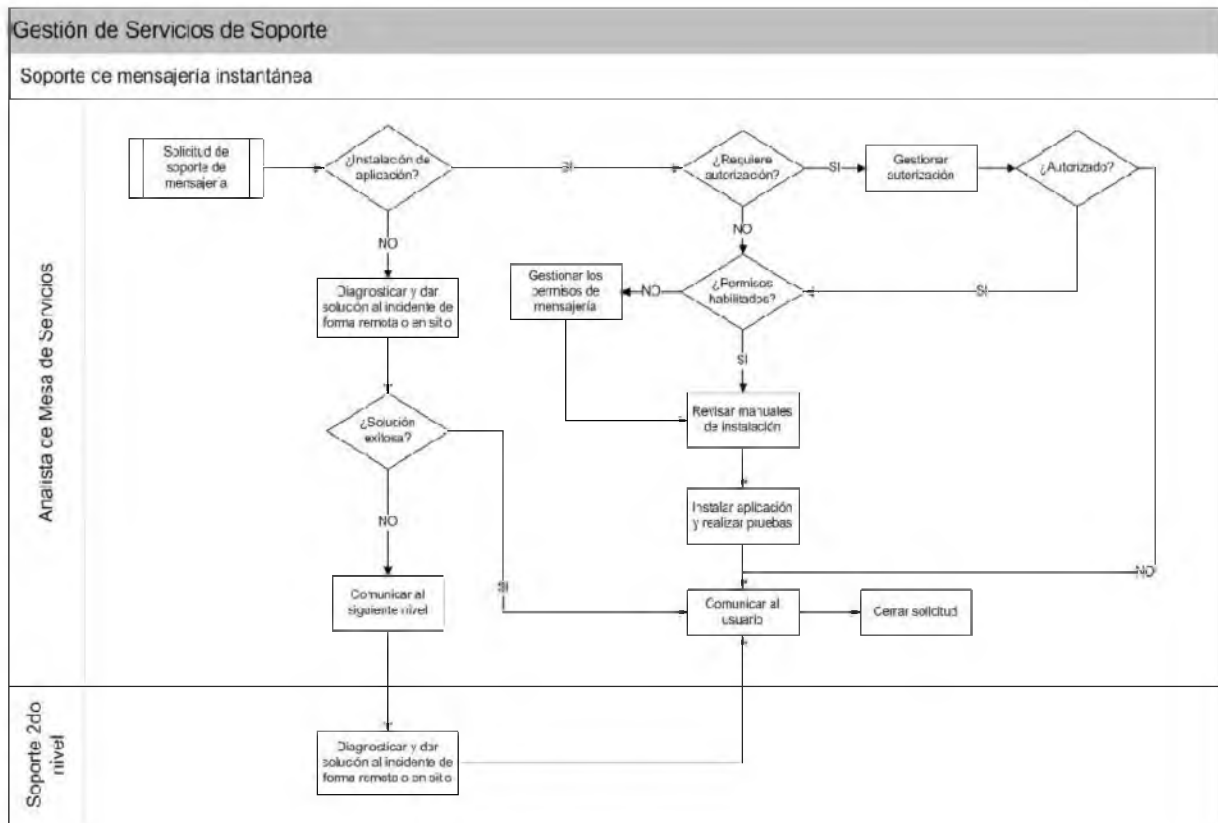 Gestión de Servicios de Soporte
Soporte de mensajería instantánea
Analista de Mesa de Servicios
Solicitud de
soporte de
mensajería
¿Instalación de
aplicación?
SI
¿Requiere
autorización?
SI
Gestionar
autorización
¿Autorizado?
NO
NO
Diagnosticar y dar
solución al incidente de
forma remota o en sitio
Gestionar los
permisos de
mensajería
NO
¿Permisos
habilitados?
SI
SI
¿Solución
exitosa?
Revisar manuales
de instalación
NO
Instalar aplicación
y realizar pruebas
SI
NO
Comunicar al
siguiente nivel
Comunicar al
usuario
Cerrar solicitud
Soporte 2do
nivel
Diagnosticar y dar
solución al incidente de
forma remota o en sitio